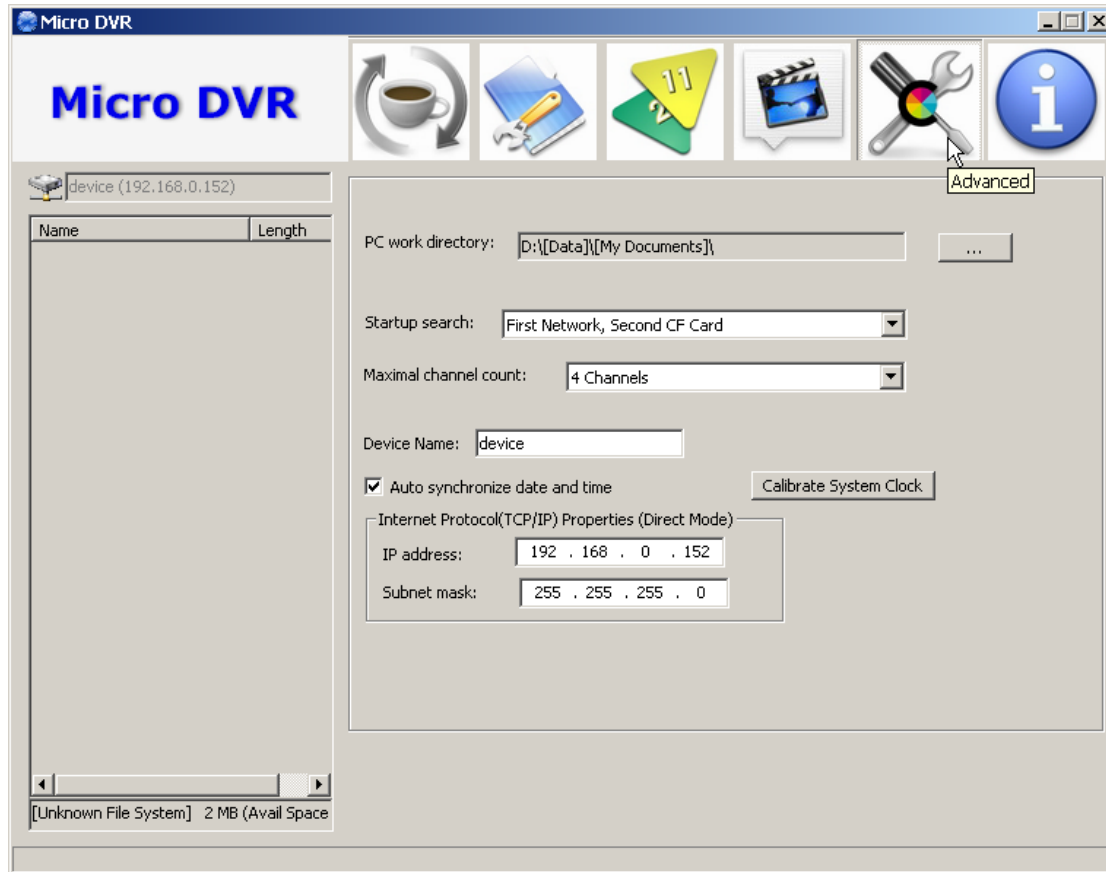 Micro DVR
Micro DVR
11
2
Advanced
device (192.168.0.152)
Name Length
[Unknown File System] 2 MB (Avail Space
PC work directory: D:\[Data]\[My Documents]\ ...
Startup search: First Network, Second CF Card
Maximal channel count: 4 Channels
Device Name: device
Auto synchronize date and time Calibrate System Clock
Internet Protocol(TCP/IP) Properties (Direct Mode)
IP address: 192 . 168 . 0 . 152
Subnet mask: 255 . 255 . 255 . 0